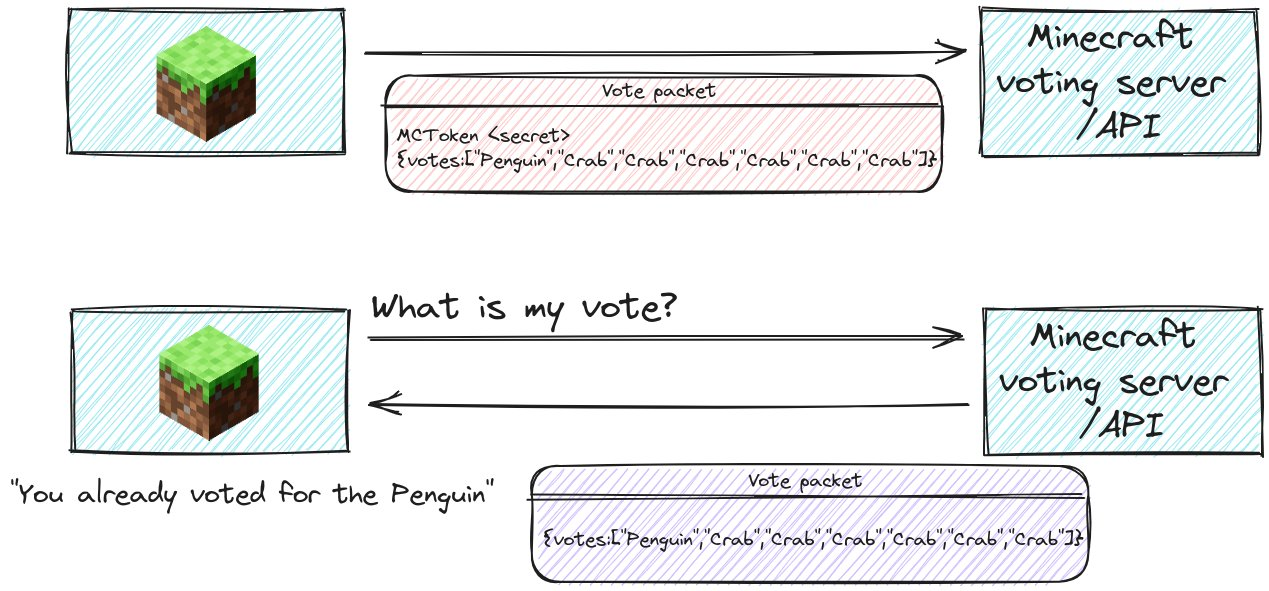 Minecraft
voting server
/API
Vote packet
MCToken <secret>
{votes:["Penguin","Crab","Crab","Crab","Crab","Crab","Crab"]}
What is my vote?
Minecraft
voting server
/API
"You already voted for the Penguin"
Vote packet
{votes:["Penguin","Crab","Crab","Crab","Crab","Crab","Crab"]}